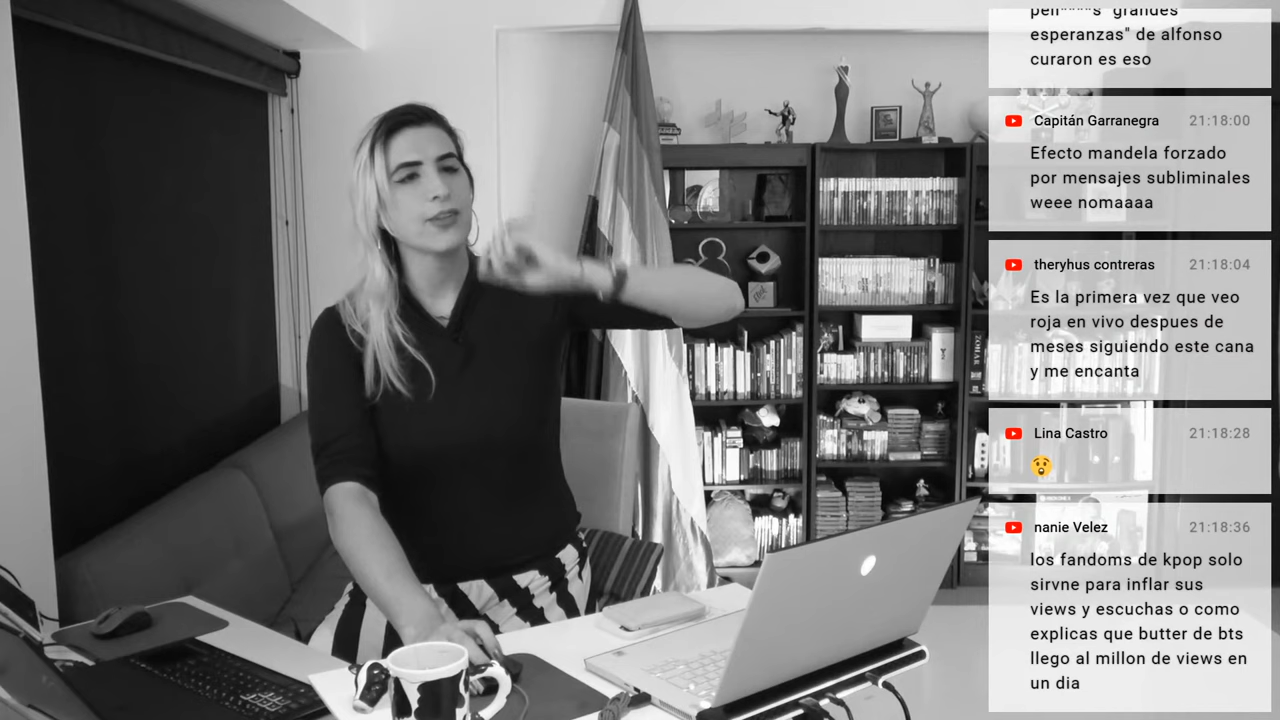 pen****s "grandes
esperanzas" de alfonso
curaron es eso
Capitán Garranegra 21:18:00
Efecto mandela forzado
por mensajes subliminales
weee nomaaaa
theryhus contreras 21:18:04
Es la primera vez que veo
roja en vivo despues de
meses siguiendo este cana
y me encanta
Lina Castro 21:18:28
😲
nanie Velez 21:18:36
los fandoms de kpop solo
sirvne para inflar sus
views y escuchas o como
explicas que butter de bts
llego al millon de views en
un dia